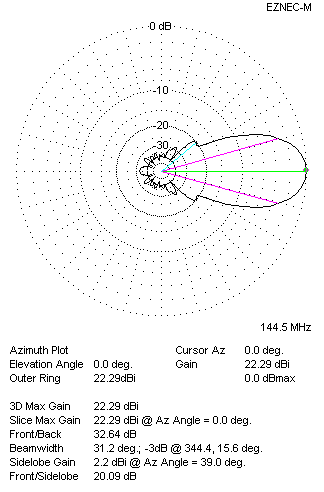 EZNEC-M
0 dB
-10
-20
-30
144.5 MHz
Azimuth Plot Cursor Az 0.0 deg.
Elevation Angle 0.0 deg. Gain 22.29 dBi
Outer Ring 22.29dBi 0.0 dBmax
3D Max Gain 22.29 dBi
Slice Max Gain 22.29 dBi @ Az Angle = 0.0 deg.
Front/Back 32.64 dB
Beamwidth 31.2 deg.; -3dB @ 344.4, 15.6 deg.
Sidelobe Gain 2.2 dBi @ Az Angle = 39.0 deg.
Front/Sidelobe 20.09 dB